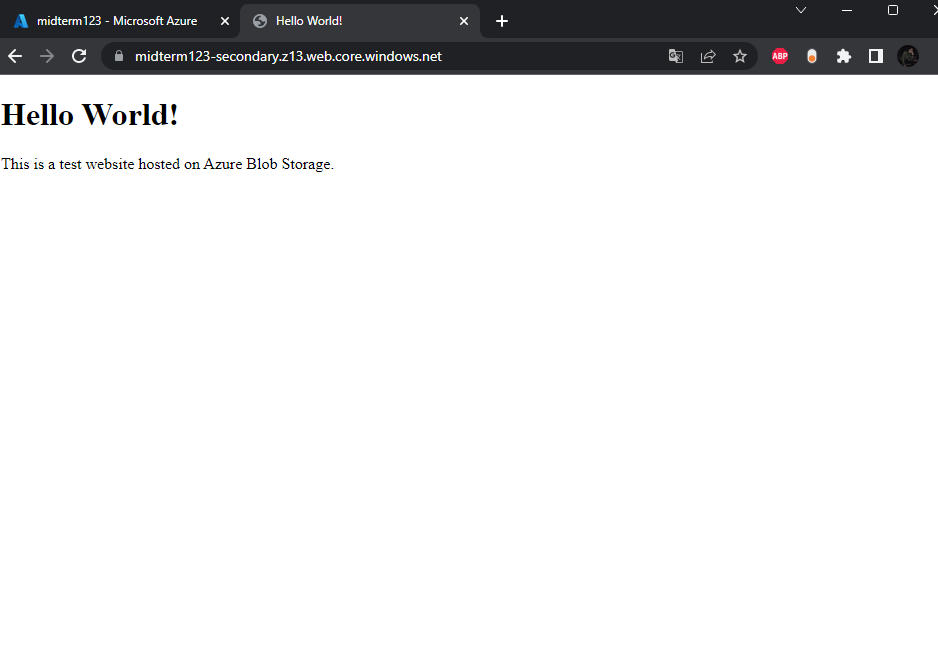 midterm123 - Microsoft Azure
Hello World!
midterm123-secondary.z13.web.core.windows.net
ABP
Hello World!
This is a test website hosted on Azure Blob Storage.